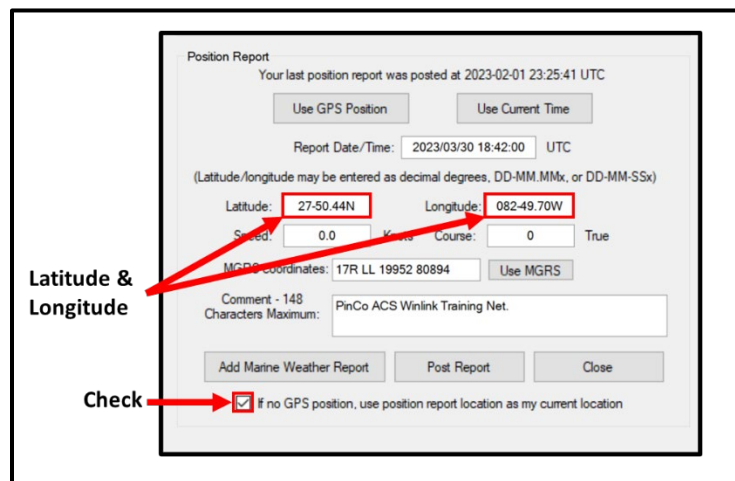 Position Report
Your last position report was posted at 2023-02-01 23:25:41 UTC
Use GPS Position Use Current Time
Report Date/Time: 2023/03/30 18:42:00 UTC
(Latitude/longitude may be entered as decimal degrees, DD-MM.MMx, or DD-MM-SSx)
Latitude: 27-50.44N Longitude: 082-49.70W
Speed: 0.0 Knots Course: 0 True
MGRS coordinates: 17R LL 19952 80894 Use MGRS
Comment - 148
Characters Maximum: PinCo ACS Winlink Training Net.
Add Marine Weather Report Post Report Close
If no GPS position, use position report location as my current location
Latitude &
Longitude
Check